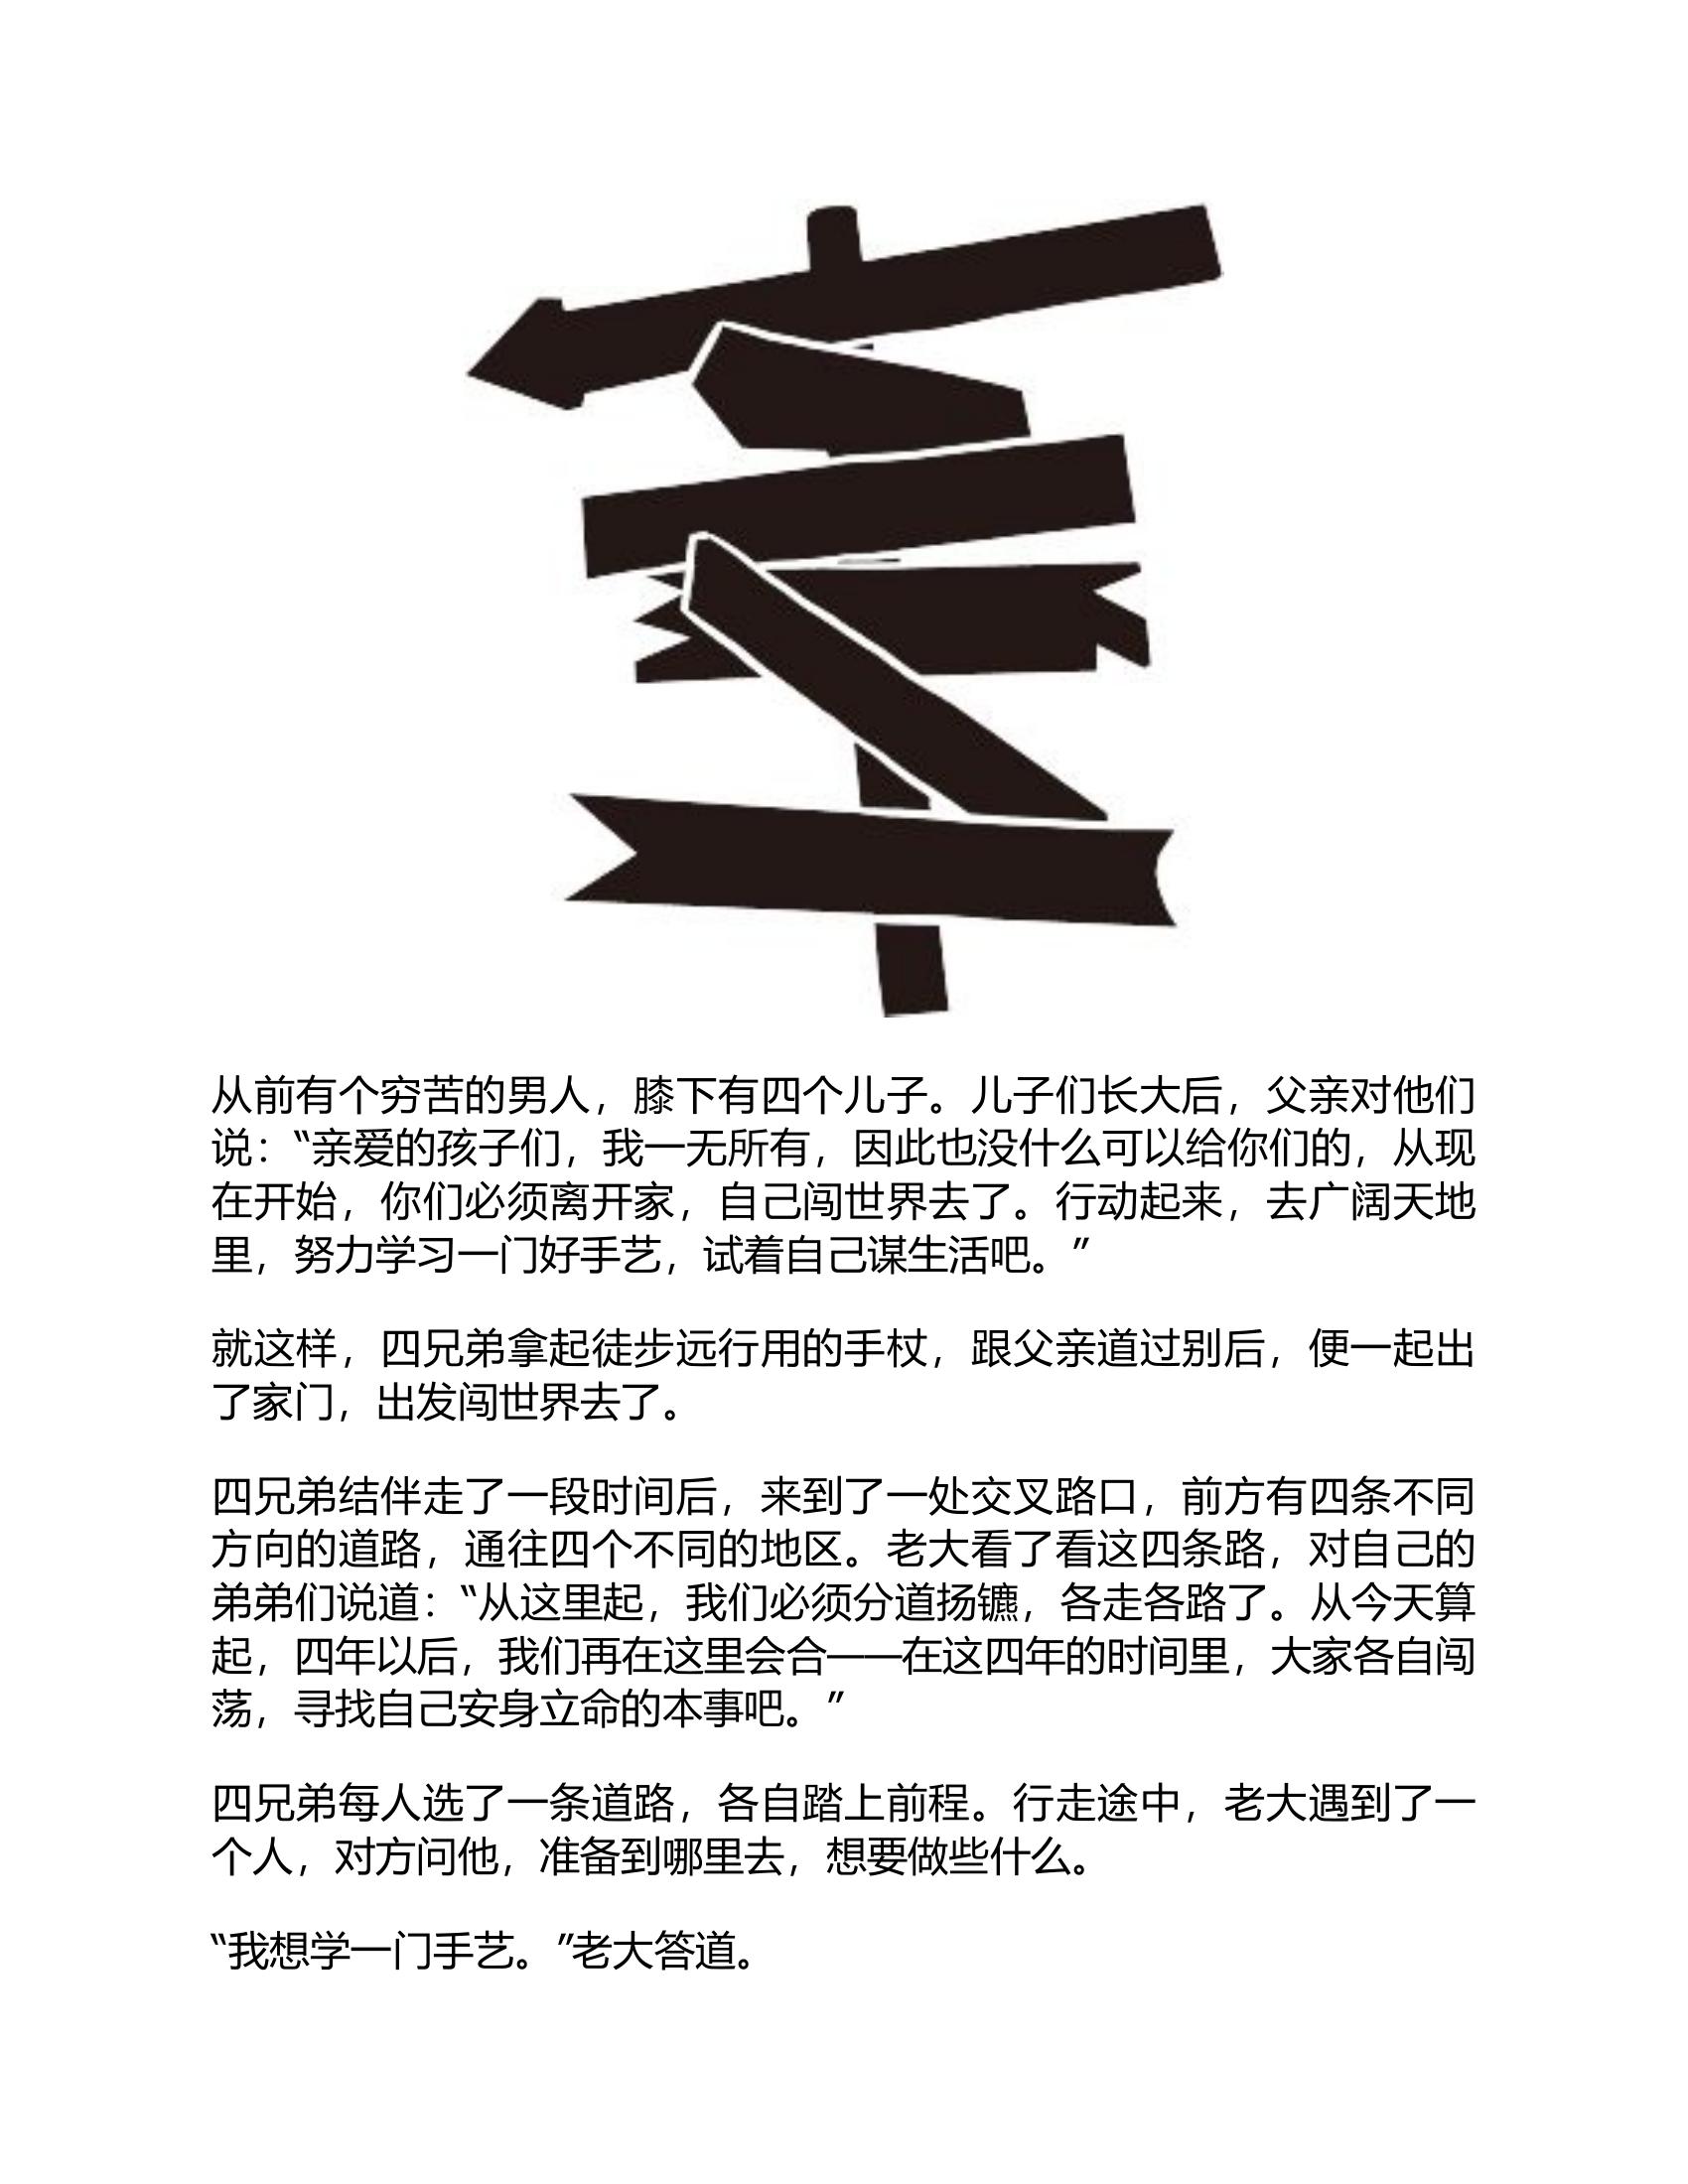 从前有个穷苦的男人，膝下有四个儿子。儿子们长大后，父亲对他们
说：“亲爱的孩子们，我一无所有，因此也没什么可以给你们的，从现
在开始，你们必须离开家，自己闯世界去了。行动起来，去广阔天地
里，努力学习一门好手艺，试着自己谋生活吧。”
就这样，四兄弟拿起徒步远行用的手杖，跟父亲道过别后，便一起出
了家门，出发闯世界去了。
四兄弟结伴走了一段时间后，来到了一处交叉路口，前方有四条不同
方向的道路，通往四个不同的地区。老大看了看这四条路，对自己的
弟弟们说道：“从这里起，我们必须分道扬镳，各走各路了。从今天算
起，四年以后，我们再在这里会合——在这四年的时间里，大家各自闯
荡，寻找自己安身立命的本事吧。”
四兄弟每人选了一条道路，各自踏上前程。行走途中，老大遇到了一
个人，对方问他，准备到哪里去，想要做些什么。
“我想学一门手艺。”老大答道。